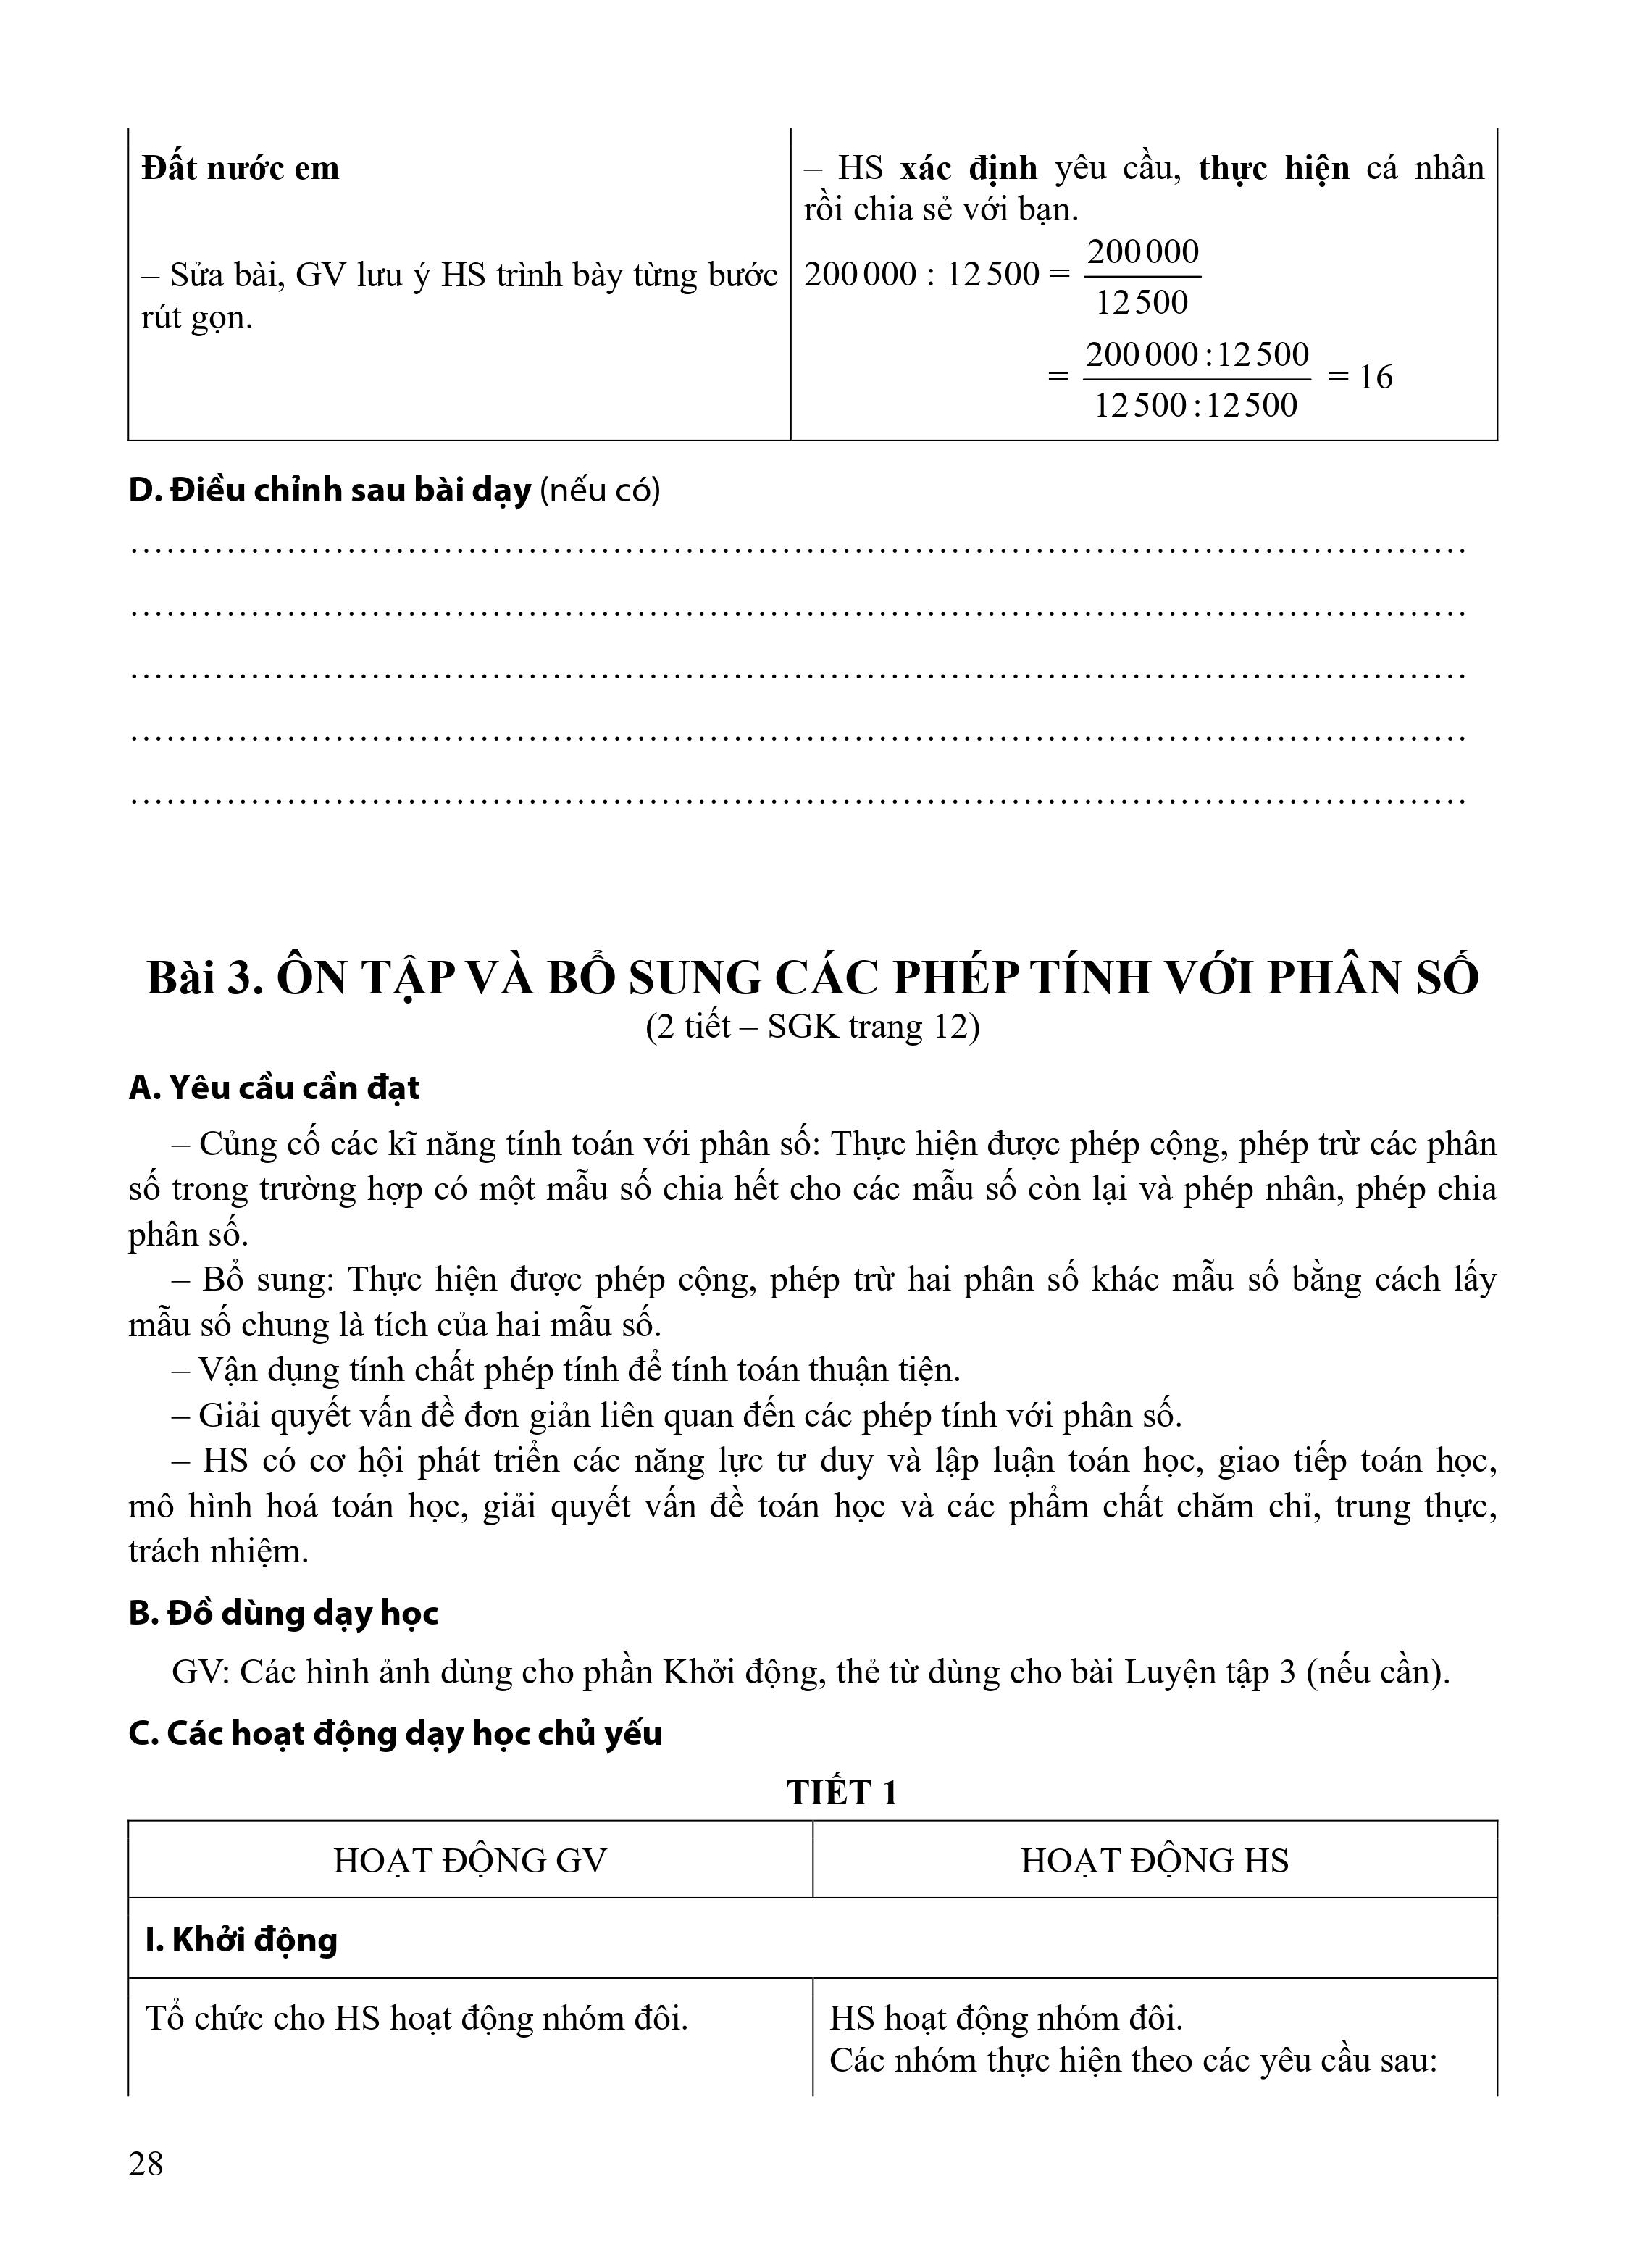 Đất nước em
– Sửa bài, GV lưu ý HS trình bày từng bước
rút gọn.
– HS xác định yêu cầu, thực hiện cá nhân
rồi chia sẻ với bạn.
200 000 : 12 500 = 200 000 / 12 500
= 200 000 : 12 500 / 12 500 : 12 500 = 16
D. Điều chỉnh sau bài dạy (nếu có)
................................................................................
................................................................................
................................................................................
................................................................................
................................................................................
Bài 3. ÔN TẬP VÀ BỔ SUNG CÁC PHÉP TÍNH VỚI PHÂN SỐ
(2 tiết – SGK trang 12)
A. Yêu cầu cần đạt
– Củng cố các kĩ năng tính toán với phân số: Thực hiện được phép cộng, phép trừ các phân
số trong trường hợp có một mẫu số chia hết cho các mẫu số còn lại và phép nhân, phép chia
phân số.
– Bổ sung: Thực hiện được phép cộng, phép trừ hai phân số khác mẫu số bằng cách lấy
mẫu số chung là tích của hai mẫu số.
– Vận dụng tính chất phép tính để tính toán thuận tiện.
– Giải quyết vấn đề đơn giản liên quan đến các phép tính với phân số.
– HS có cơ hội phát triển các năng lực tư duy và lập luận toán học, giao tiếp toán học,
mô hình hoá toán học, giải quyết vấn đề toán học và các phẩm chất chăm chỉ, trung thực,
trách nhiệm.
B. Đồ dùng dạy học
GV: Các hình ảnh dùng cho phần Khởi động, thẻ từ dùng cho bài Luyện tập 3 (nếu cần).
C. Các hoạt động dạy học chủ yếu
TIẾT 1
HOẠT ĐỘNG GV
HOẠT ĐỘNG HS
I. Khởi động
Tổ chức cho HS hoạt động nhóm đôi.
HS hoạt động nhóm đôi.
Các nhóm thực hiện theo các yêu cầu sau:
28